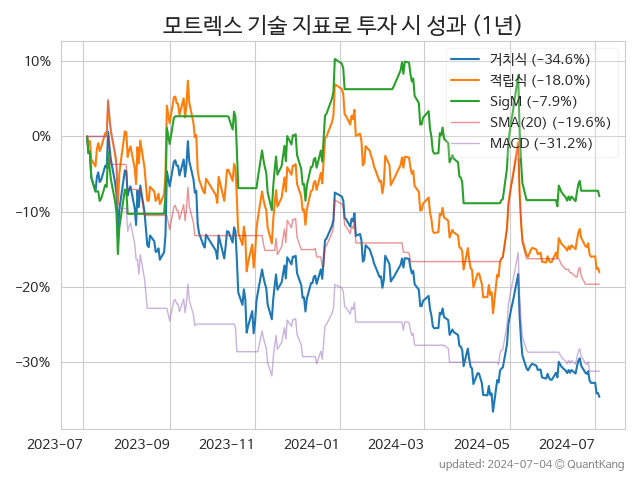 모트렉스 기술 지표로 투자 시 성과 (1년)
거치식 (−34.6%)
적립식 (−18.0%)
SigM (−7.9%)
SMA(20) (−19.6%)
MACD (−31.2%)
10%
0%
−10%
−20%
−30%
2023-07
2023-09
2023-11
2024-01
2024-03
2024-05
2024-07
updated: 2024-07-04 ⓒ QuantKang